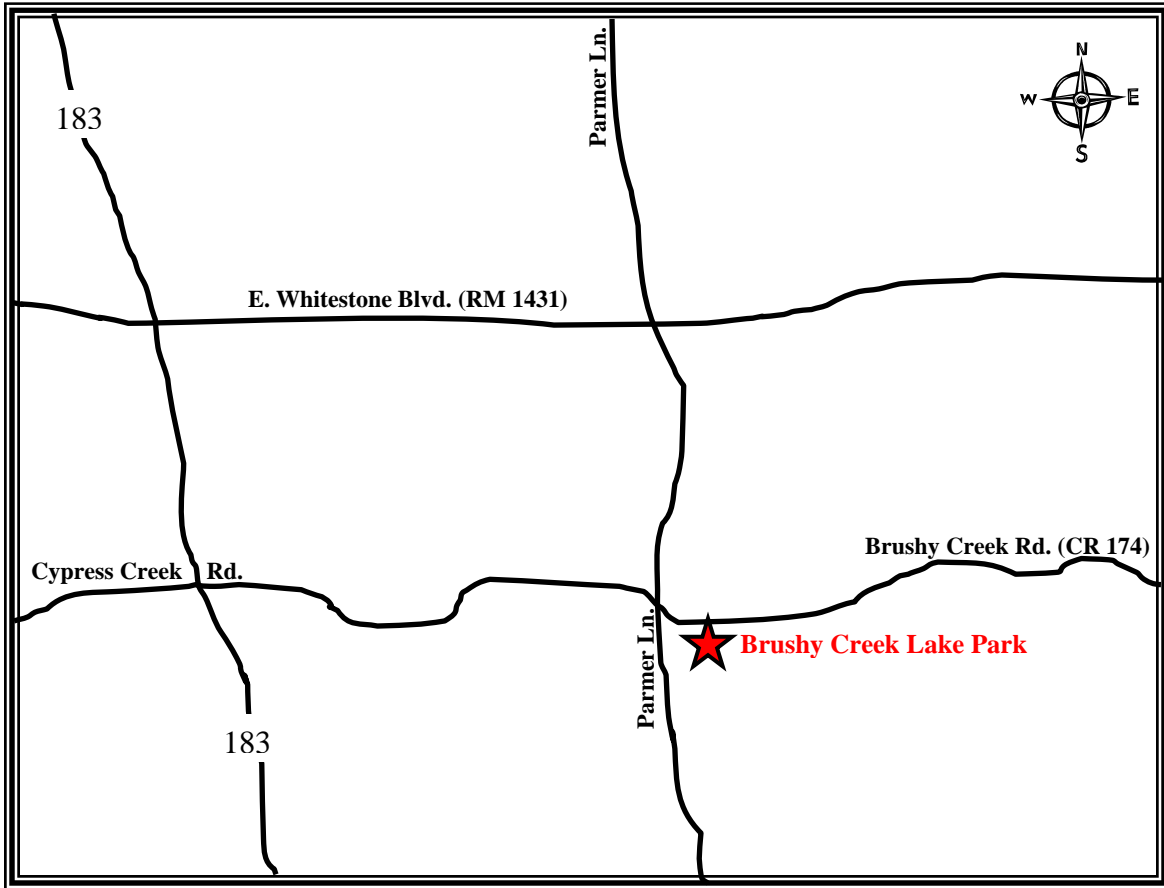 Parmer Ln.
N
W
E
S
183
E. Whitestone Blvd. (RM 1431)
Brushy Creek Rd. (CR 174)
Cypress Creek Rd.
Brushy Creek Lake Park
Parmer Ln.
183